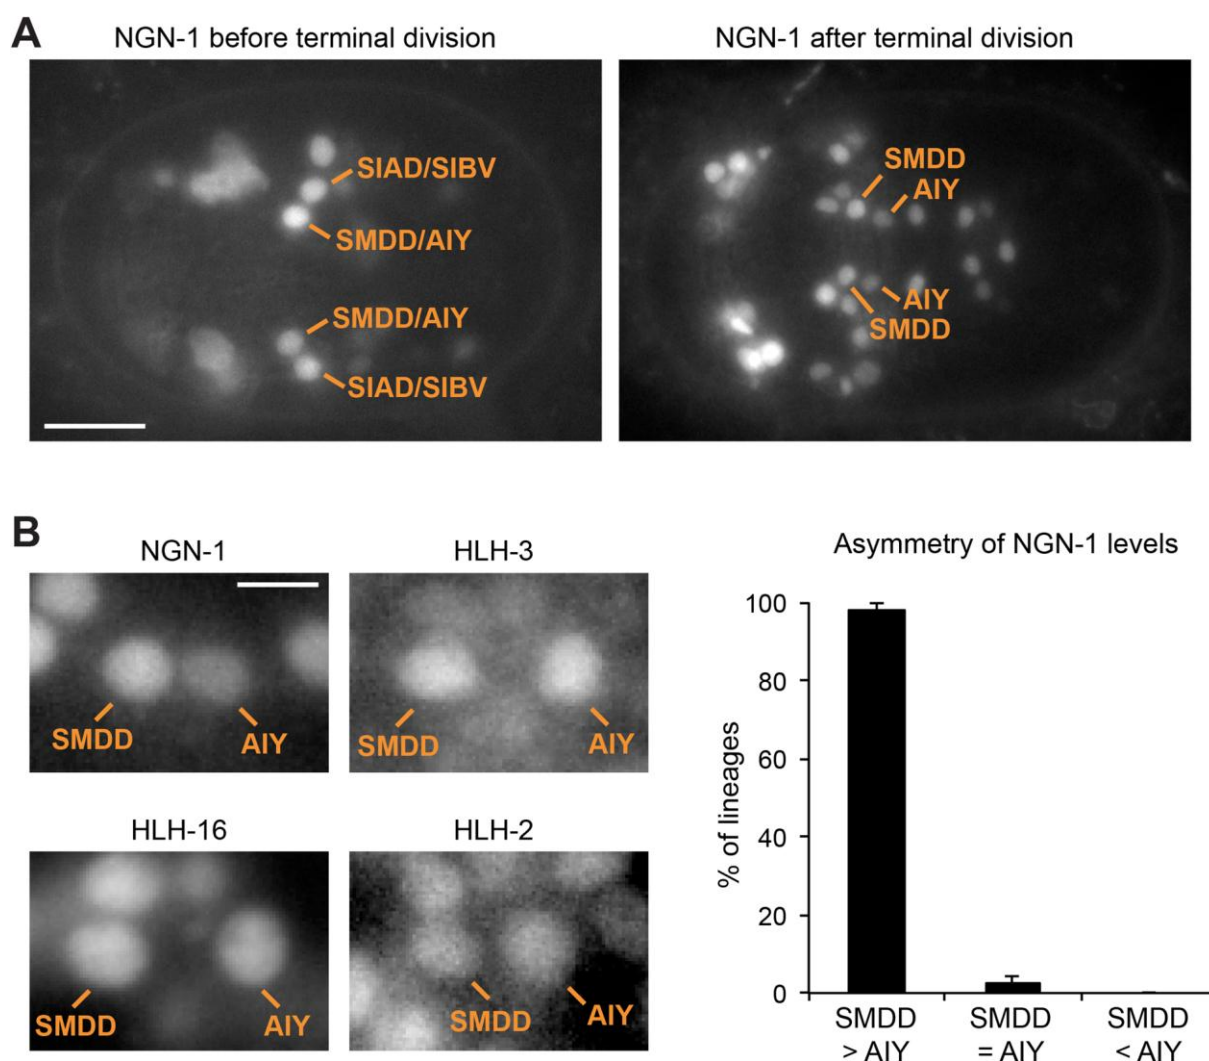 A
NGN-1 before terminal division
NGN-1 after terminal division
SIAD/SIBV
SMDD/AIY
SMDD/AIY
SIAD/SIBV
SMDD
AIY
AIY
SMDD
B
NGN-1
HLH-3
SMDD
AIY
SMDD
AIY
HLH-16
HLH-2
SMDD
AIY
SMDD
AIY
Asymmetry of NGN-1 levels
% of lineages
100
80
60
40
20
0
SMDD
> AIY
SMDD
= AIY
SMDD
< AIY